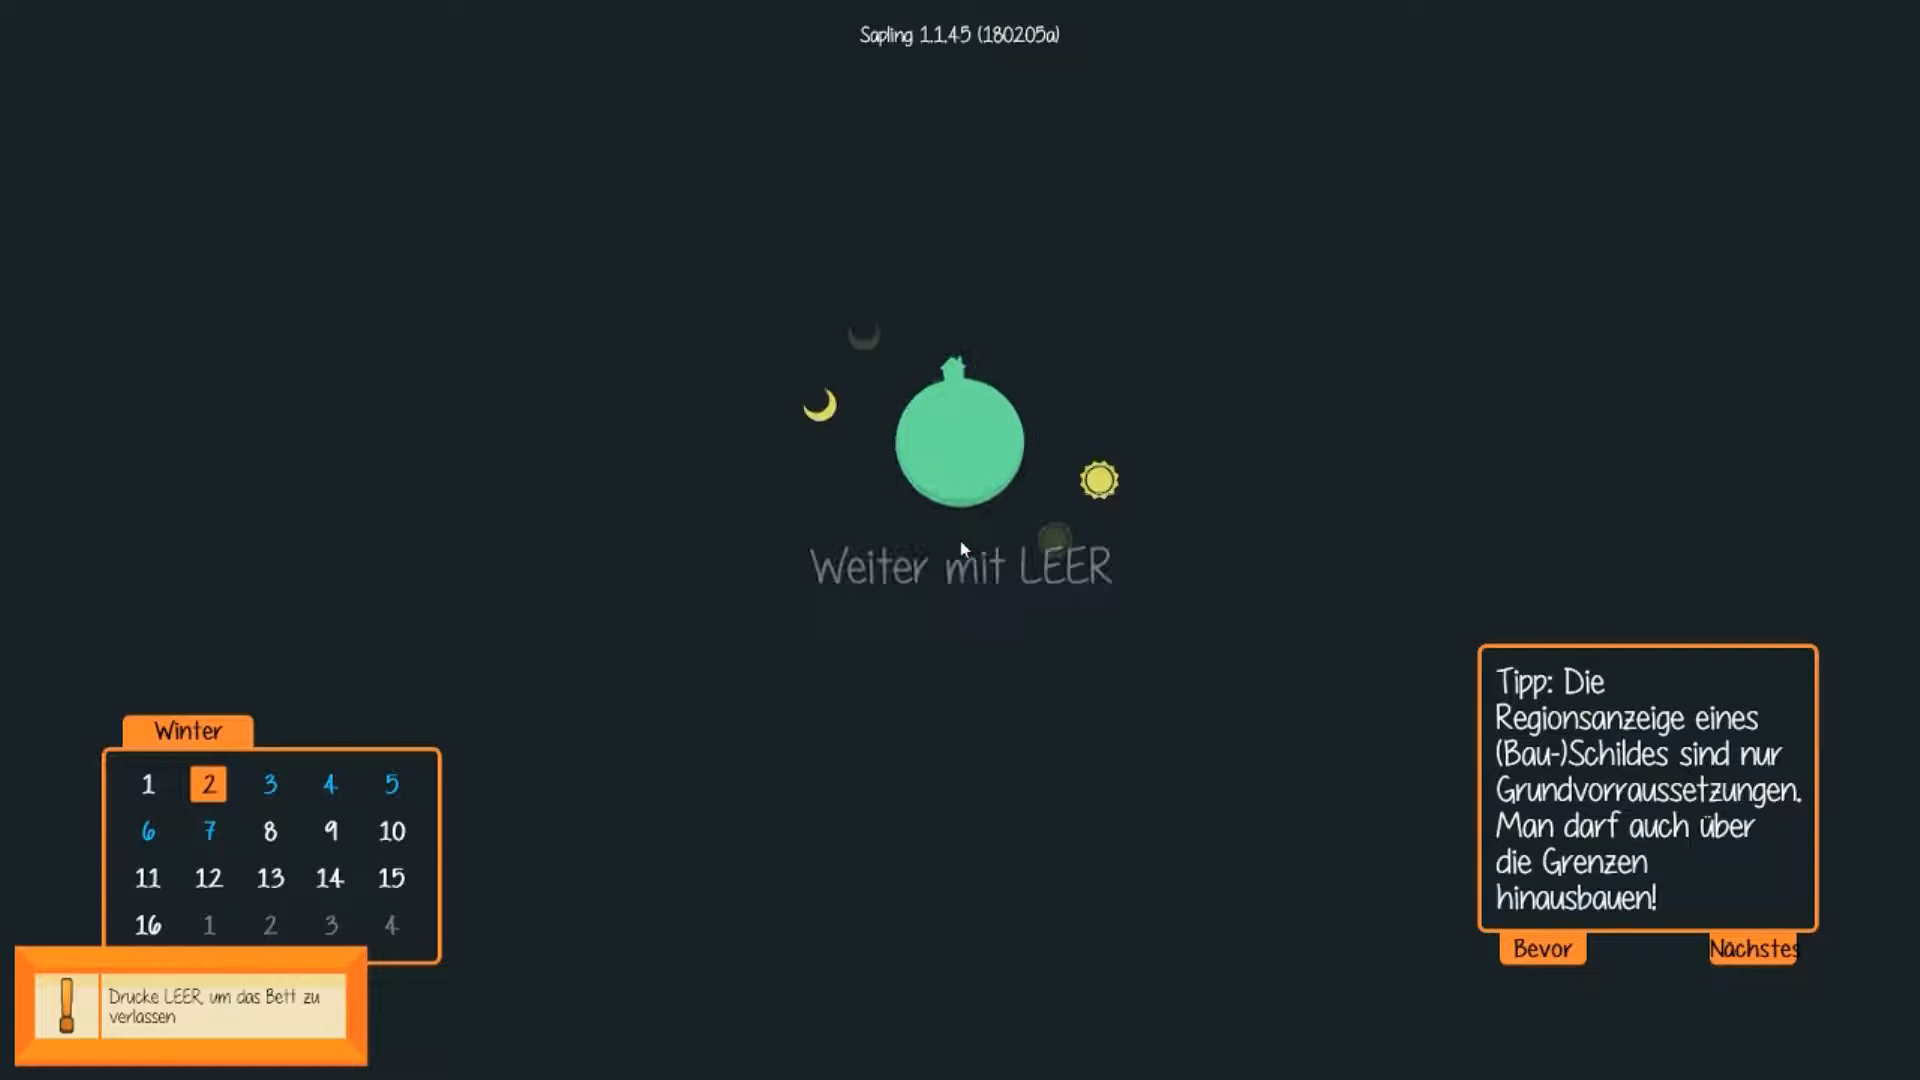 Sapling 1.1.45 (180205a)
Weiter mit LEER
Winter
1 2 3 4 5
6 7 8 9 10
11 12 13 14 15
16 1 2 3 4
Drucke LEER, um das Bett zu
verlassen
Tipp: Die
Regionsanzeige eines
(Bau-)Schildes sind nur
Grundvorraussetzungen.
Man darf auch über
die Grenzen
hinausbauen!
Bevor
Nächstes